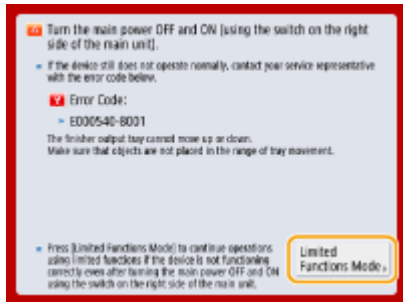 Turn the main power OFF and ON [using the switch on the right
side of the main unit].
If the device still does not operate normally, contact your service representative
with the error code below.
Error Code:
E000540-8001
The finisher output tray cannot move up or down.
Make sure that objects are not placed in the range of tray movement.
Press [Limited Functions Mode] to continue operations
using limited functions if the device is not functioning
correctly even after turning the main power OFF and ON
using the switch on the right side of the main unit.
Limited
Functions Mode